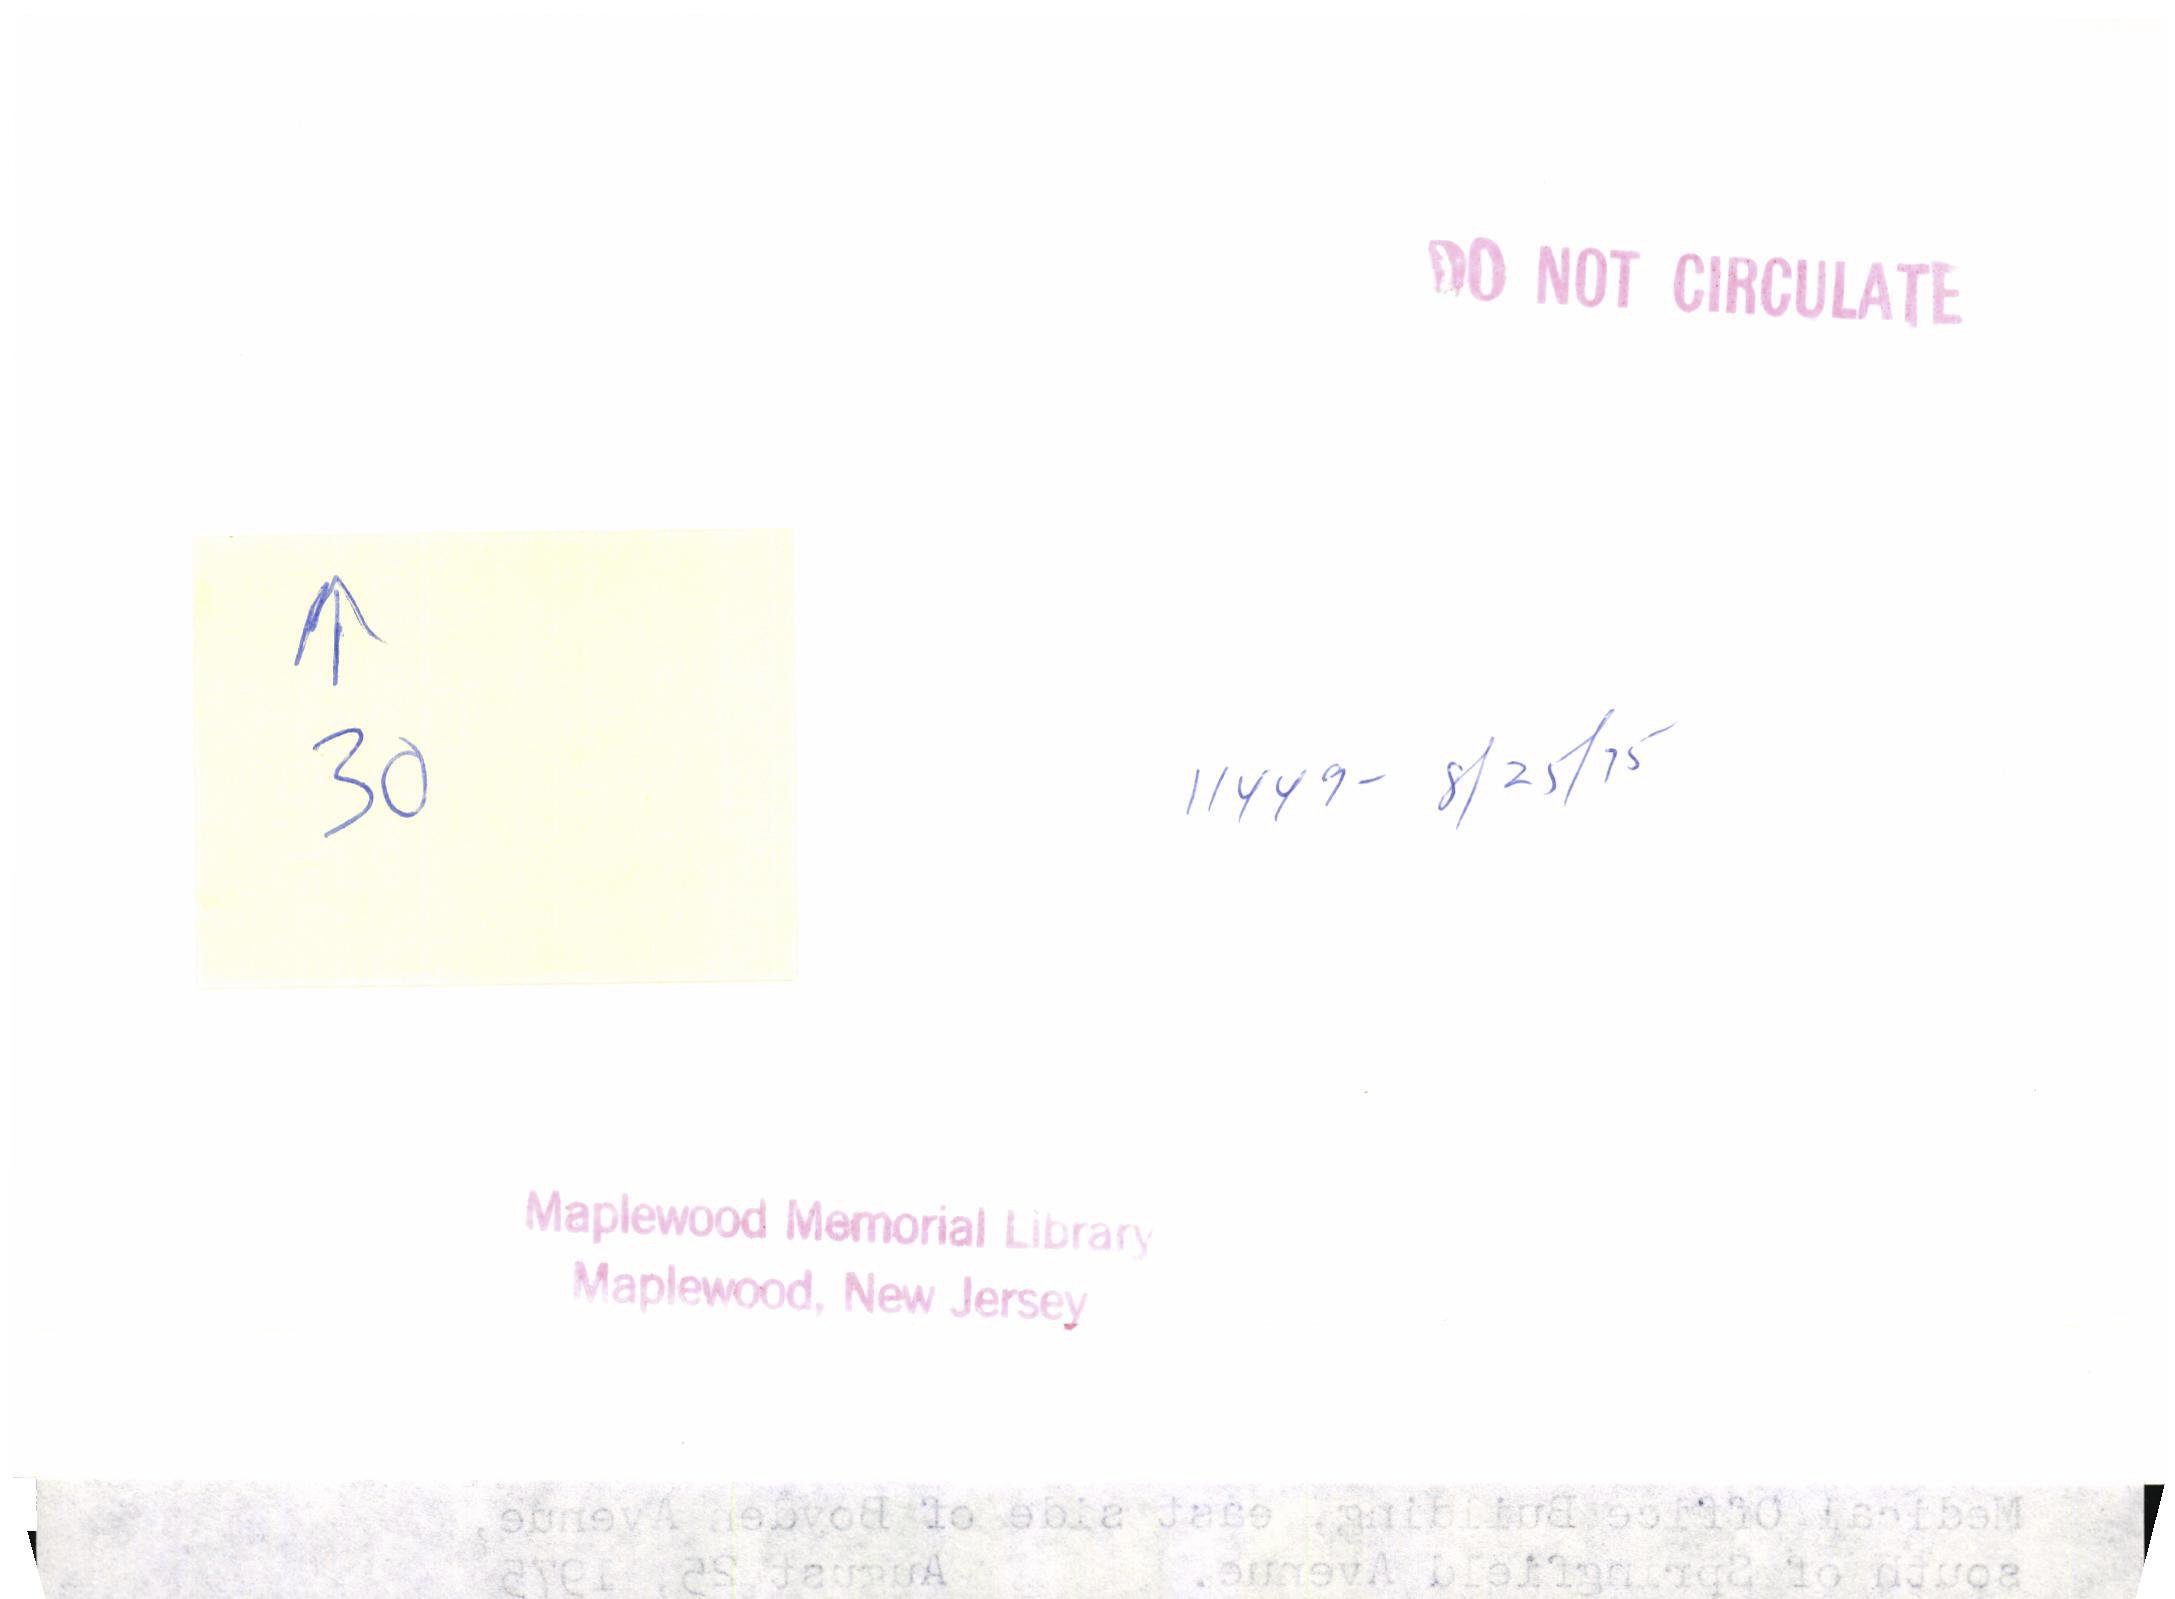 DO NOT CIRCULATE
↑
30
11449- 8/25/75
Maplewood Memorial Library
Maplewood, New Jersey
Medical Office Building, east side of Boyden Avenue,
south of Springfield Avenue. August 25, 1975